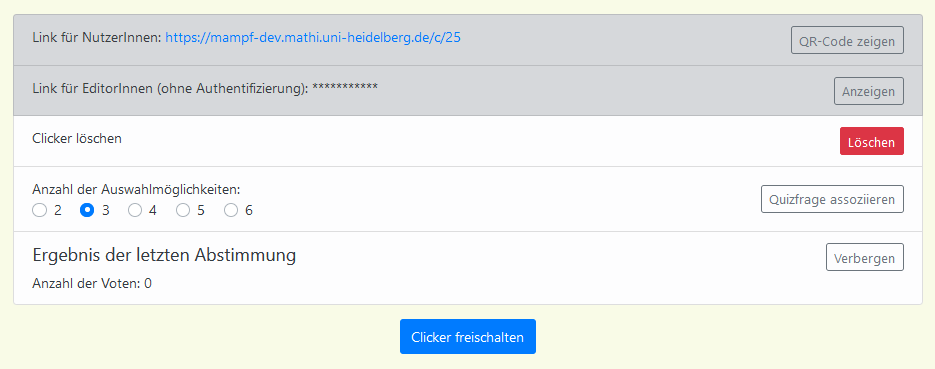 Link für NutzerInnen: https://mampf-dev.mathi.uni-heidelberg.de/c/25
QR-Code zeigen
Link für EditorInnen (ohne Authentifizierung): ***********
Anzeigen
Clicker löschen
Löschen
Anzahl der Auswahlmöglichkeiten:
2 3 4 5 6
Quizfrage assoziieren
Ergebnis der letzten Abstimmung
Verbergen
Anzahl der Voten: 0
Clicker freischalten